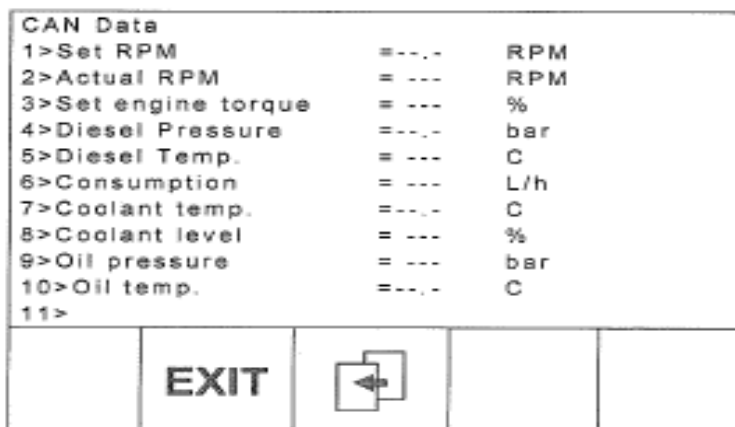 CAN Data
1>Set RPM =--.- RPM
2>Actual RPM = --- RPM
3>Set engine torque = --- %
4>Diesel Pressure =--.- bar
5>Diesel Temp. = --- C
6>Consumption = --- L/h
7>Coolant temp. =--.- C
8>Coolant level = --- %
9>Oil pressure = --- bar
10>Oil temp. =--.- C
11>
EXIT